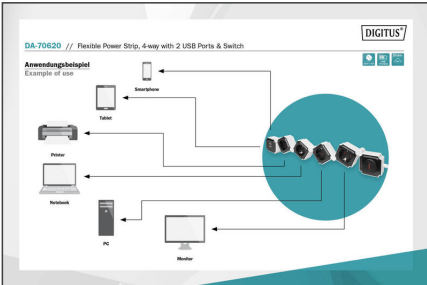 DIGITUS®
DA-70620 // Flexible Power Strip, 4-way with 2 USB Ports & Switch
Anwendungsbeispiel
Example of use
Smartphone
Tablet
Printer
Notebook
PC
Monitor